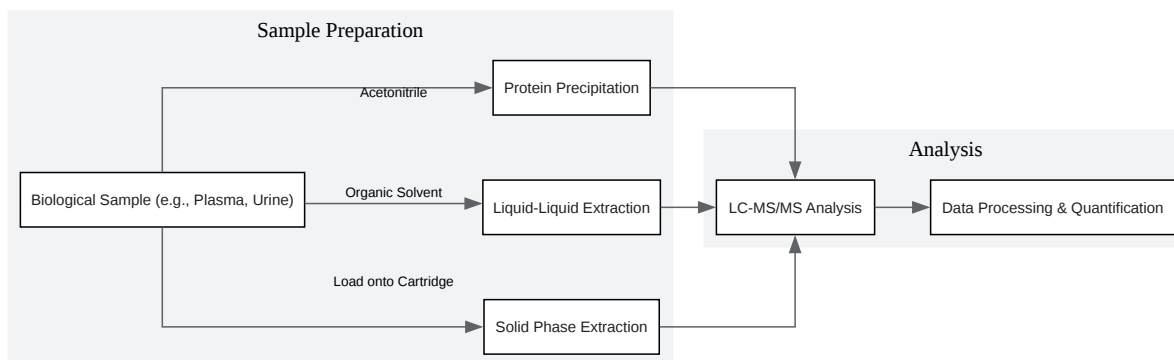 Sample Preparation
Acetonitrile
Protein Precipitation
Analysis
Biological Sample (e.g., Plasma, Urine)
Organic Solvent
Liquid-Liquid Extraction
LC-MS/MS Analysis
Data Processing & Quantification
Load onto Cartridge
Solid Phase Extraction